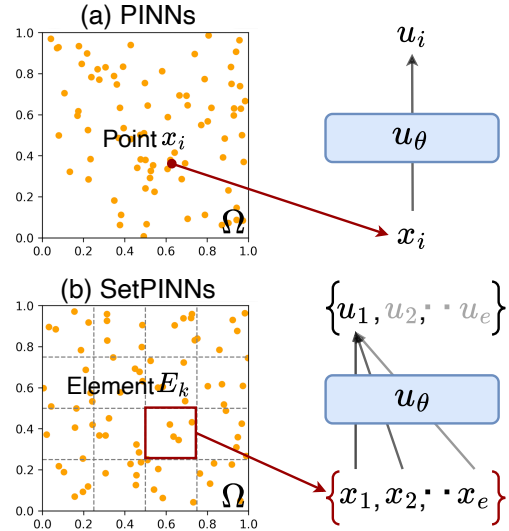 (a) PINNs
1.0
0.8
0.6
0.4
0.2
0.0
0.0 0.2 0.4 0.6 0.8 1.0
Point x_i
Ω
u_i
u_θ
x_i
(b) SetPINNs
1.0
0.8
0.6
0.4
0.2
0.0
0.0 0.2 0.4 0.6 0.8 1.0
Element E_k
Ω
{u_1, u_2, ·· u_e}
u_θ
{x_1, x_2, ·· x_e}